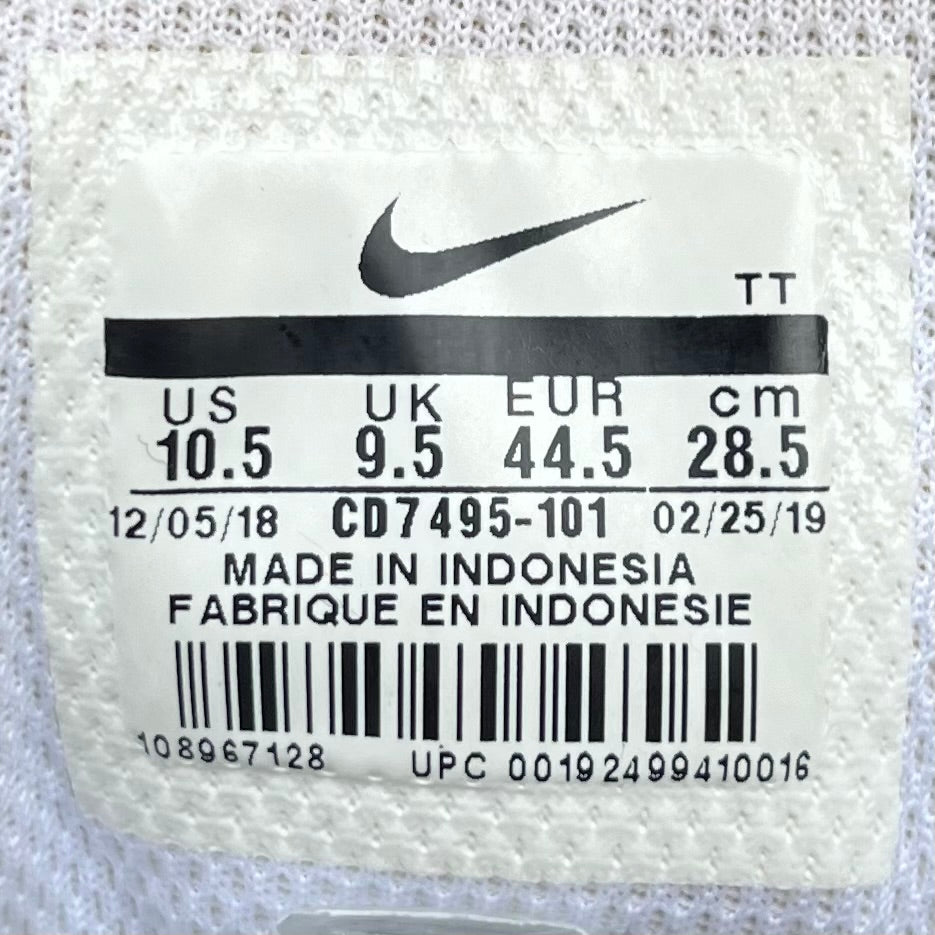 TT
US UK EUR cm
10.5 9.5 44.5 28.5
12/05/18 CD7495-101 02/25/19
MADE IN INDONESIA
FABRIQUE EN INDONESIE
108967128 UPC 00192499410016